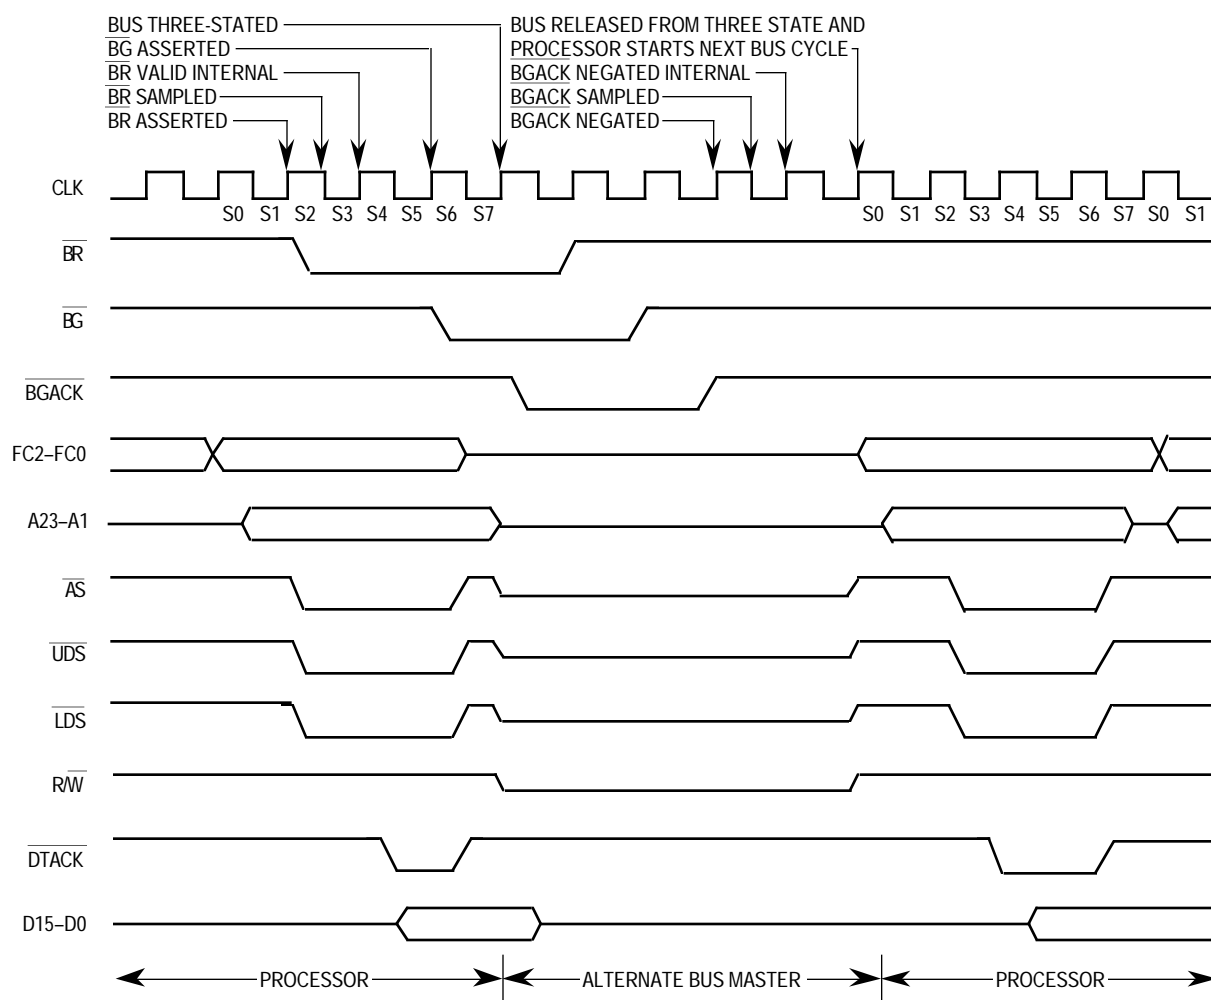 BUS THREE-STATED
BG ASSERTED
BR VALID INTERNAL
BR SAMPLED
BR ASSERTED
BUS RELEASED FROM THREE STATE AND
PROCESSOR STARTS NEXT BUS CYCLE
BGACK NEGATED INTERNAL
BGACK SAMPLED
BGACK NEGATED
CLK
S0 S1 S2 S3 S4 S5 S6 S7 S0 S1 S2 S3 S4 S5 S6 S7 S0 S1
BR
BG
BGACK
FC2–FC0
A23–A1
AS
UDS
LDS
R/W
DTACK
D15–D0
PROCESSOR ALTERNATE BUS MASTER PROCESSOR